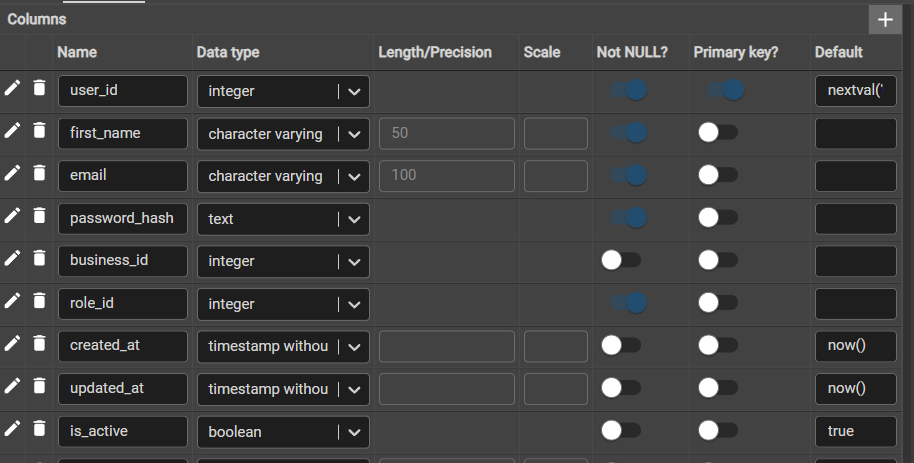 Columns
Name Data type Length/Precision Scale Not NULL? Primary key? Default
user_id integer nextval('
first_name character varying 50
email character varying 100
password_hash text
business_id integer
role_id integer
created_at timestamp withou now()
updated_at timestamp withou now()
is_active boolean true